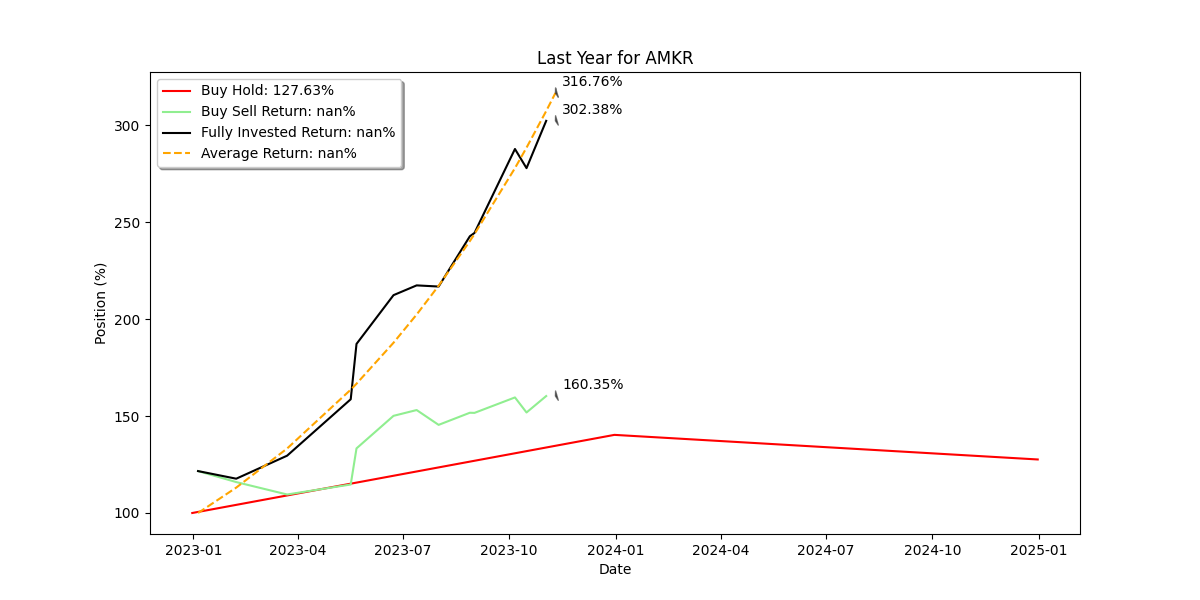 Last Year for AMKR
316.76%
302.38%
160.35%
Buy Hold: 127.63%
Buy Sell Return: nan%
Fully Invested Return: nan%
Average Return: nan%
Position (%)
300
250
200
150
100
2023-01
2023-04
2023-07
2023-10
2024-01
2024-04
2024-07
2024-10
2025-01
Date